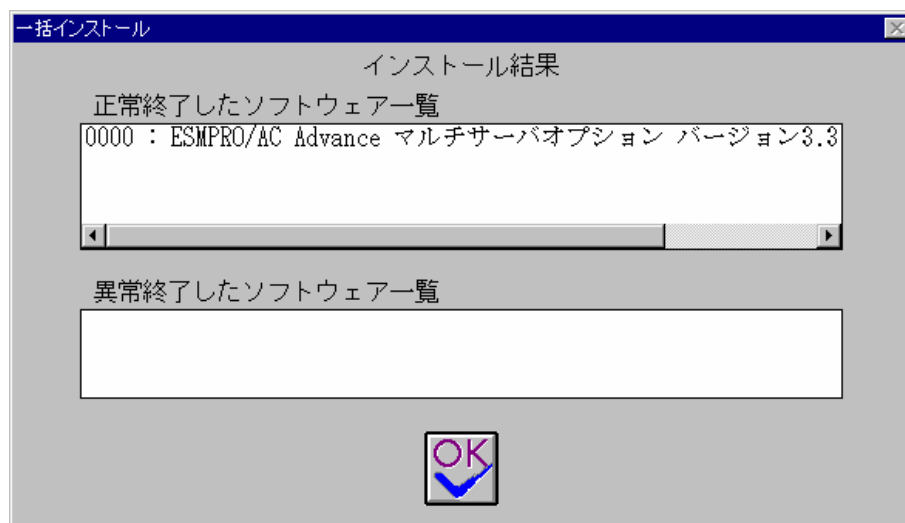 一括インストール
インストール結果
正常終了したソフトウェアー覧
0000 : ESMPRO/AC Advance マルチサーバオプション バージョン3.3
異常終了したソフトウェアー覧
OK